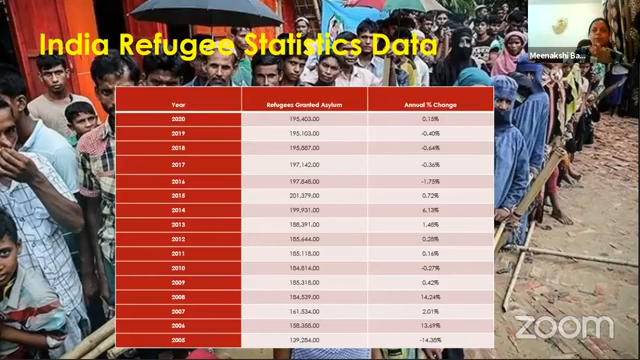 India Refugee Statistics Data
Meenakshi Ba...
Year Refugees Granted Asylum Annual % Change
2020 195,403.00 0.15%
2019 195,103.00 -0.40%
2018 195,887.00 -0.64%
2017 197,142.00 -0.36%
2016 197,848.00 -1.75%
2015 201,379.00 0.72%
2014 199,931.00 6.13%
2013 188,391.00 1.48%
2012 185,644.00 0.28%
2011 185,118.00 0.16%
2010 184,814.00 -0.27%
2009 185,318.00 0.42%
2008 184,539.00 14.24%
2007 161,534.00 2.01%
2006 158,355.00 13.69%
2005 139,284.00 -14.38%
zoom